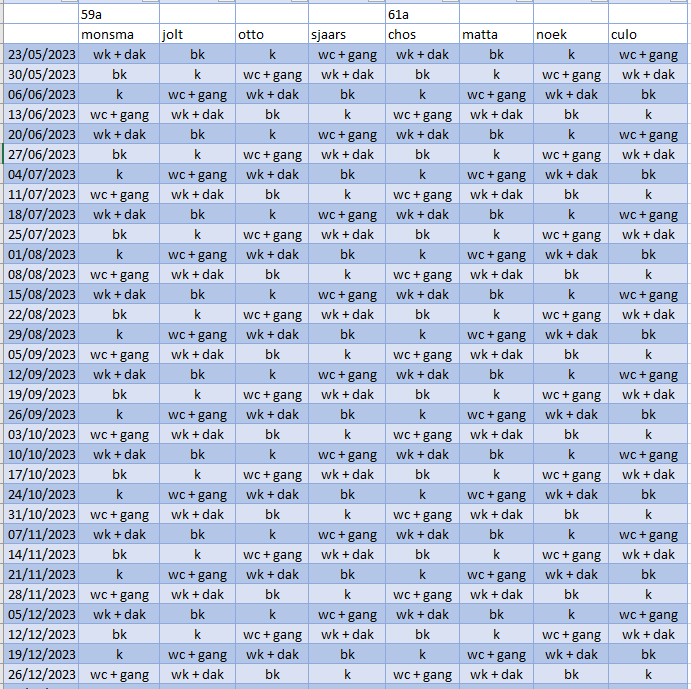 59a 61a
monsma jolt otto sjaars chos matta noek culo
23/05/2023 wk + dak bk k wc + gang wk + dak bk k wc + gang
30/05/2023 bk k wc + gang wk + dak bk k wc + gang wk + dak
06/06/2023 k wc + gang wk + dak bk k wc + gang wk + dak bk
13/06/2023 wc + gang wk + dak bk k wc + gang wk + dak bk k
20/06/2023 wk + dak bk k wc + gang wk + dak bk k wc + gang
27/06/2023 bk k wc + gang wk + dak bk k wc + gang wk + dak
04/07/2023 k wc + gang wk + dak bk k wc + gang wk + dak bk
11/07/2023 wc + gang wk + dak bk k wc + gang wk + dak bk k
18/07/2023 wk + dak bk k wc + gang wk + dak bk k wc + gang
25/07/2023 bk k wc + gang wk + dak bk k wc + gang wk + dak
01/08/2023 k wc + gang wk + dak bk k wc + gang wk + dak bk
08/08/2023 wc + gang wk + dak bk k wc + gang wk + dak bk k
15/08/2023 wk + dak bk k wc + gang wk + dak bk k wc + gang
22/08/2023 bk k wc + gang wk + dak bk k wc + gang wk + dak
29/08/2023 k wc + gang wk + dak bk k wc + gang wk + dak bk
05/09/2023 wc + gang wk + dak bk k wc + gang wk + dak bk k
12/09/2023 wk + dak bk k wc + gang wk + dak bk k wc + gang
19/09/2023 bk k wc + gang wk + dak bk k wc + gang wk + dak
26/09/2023 k wc + gang wk + dak bk k wc + gang wk + dak bk
03/10/2023 wc + gang wk + dak bk k wc + gang wk + dak bk k
10/10/2023 wk + dak bk k wc + gang wk + dak bk k wc + gang
17/10/2023 bk k wc + gang wk + dak bk k wc + gang wk + dak
24/10/2023 k wc + gang wk + dak bk k wc + gang wk + dak bk
31/10/2023 wc + gang wk + dak bk k wc + gang wk + dak bk k
07/11/2023 wk + dak bk k wc + gang wk + dak bk k wc + gang
14/11/2023 bk k wc + gang wk + dak bk k wc + gang wk + dak
21/11/2023 k wc + gang wk + dak bk k wc + gang wk + dak bk
28/11/2023 wc + gang wk + dak bk k wc + gang wk + dak bk k
05/12/2023 wk + dak bk k wc + gang wk + dak bk k wc + gang
12/12/2023 bk k wc + gang wk + dak bk k wc + gang wk + dak
19/12/2023 k wc + gang wk + dak bk k wc + gang wk + dak bk
26/12/2023 wc + gang wk + dak bk k wc + gang wk + dak bk k